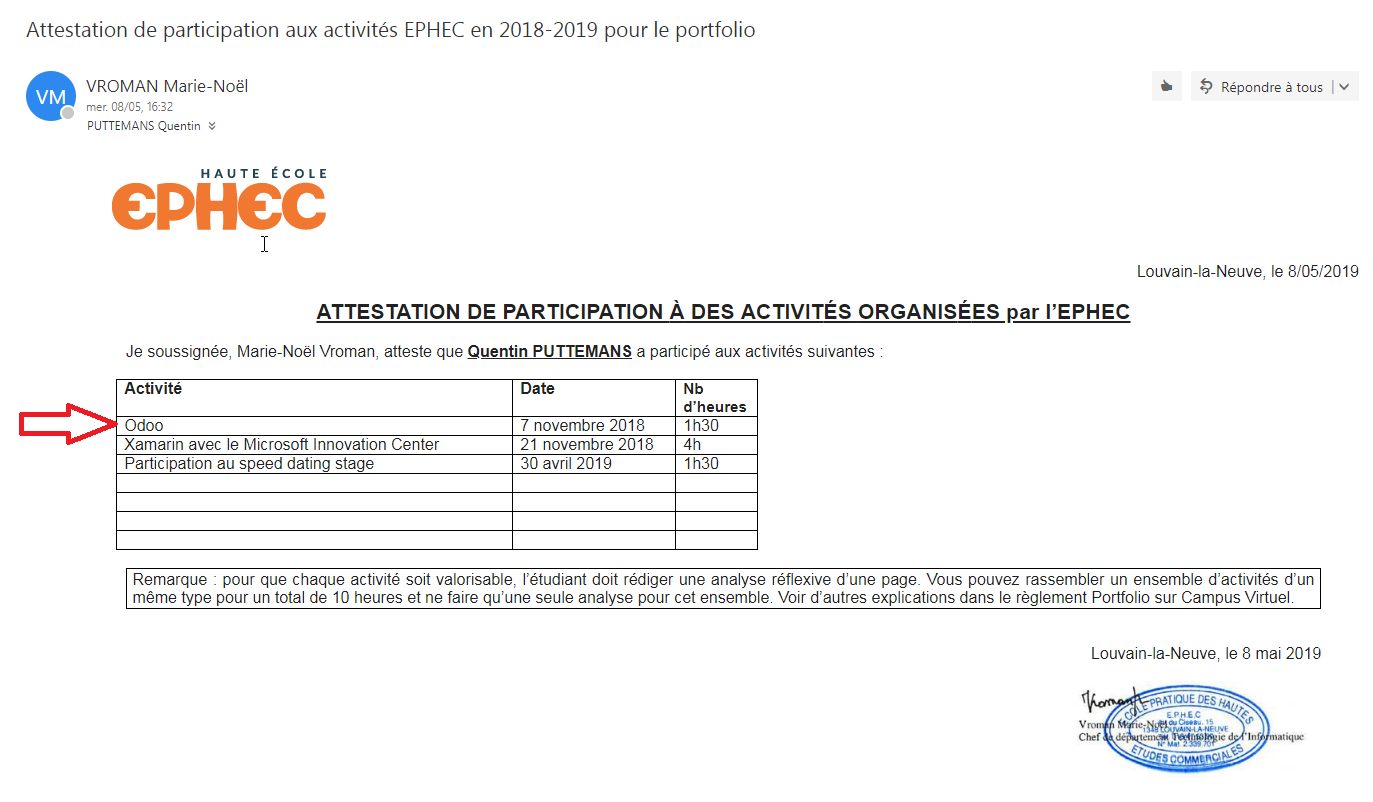 Attestation de participation aux activités EPHEC en 2018-2019 pour le portfolio
VM
VROMAN Marie-Noël
mer. 08/05, 16:32
PUTTEMANS Quentin
Répondre à tous
HAUTE ÉCOLE
EPHEC
Louvain-la-Neuve, le 8/05/2019
ATTESTATION DE PARTICIPATION À DES ACTIVITÉS ORGANISÉES par l'EPHEC
Je soussignée, Marie-Noël Vroman, atteste que Quentin PUTTEMANS a participé aux activités suivantes :
Activité Date Nb
d'heures
Odoo 7 novembre 2018 1h30
Xamarin avec le Microsoft Innovation Center 21 novembre 2018 4h
Participation au speed dating stage 30 avril 2019 1h30
Remarque : pour que chaque activité soit valorisable, l'étudiant doit rédiger une analyse réflexive d'une page. Vous pouvez rassembler un ensemble d'activités d'un
même type pour un total de 10 heures et ne faire qu'une seule analyse pour cet ensemble. Voir d'autres explications dans le règlement Portfolio sur Campus Virtuel.
Louvain-la-Neuve, le 8 mai 2019
Vroman
ECOLE PRATIQUE DES HAUTES
E.P.H.E.C
du Ciseau, 15
1348 LOUVAIN-LA-NEUVE
N° Mat. 2.339.701
ETUDES COMMERCIALES
Vroman Marie-Noël
Chef de département Technologie de l'Informatique